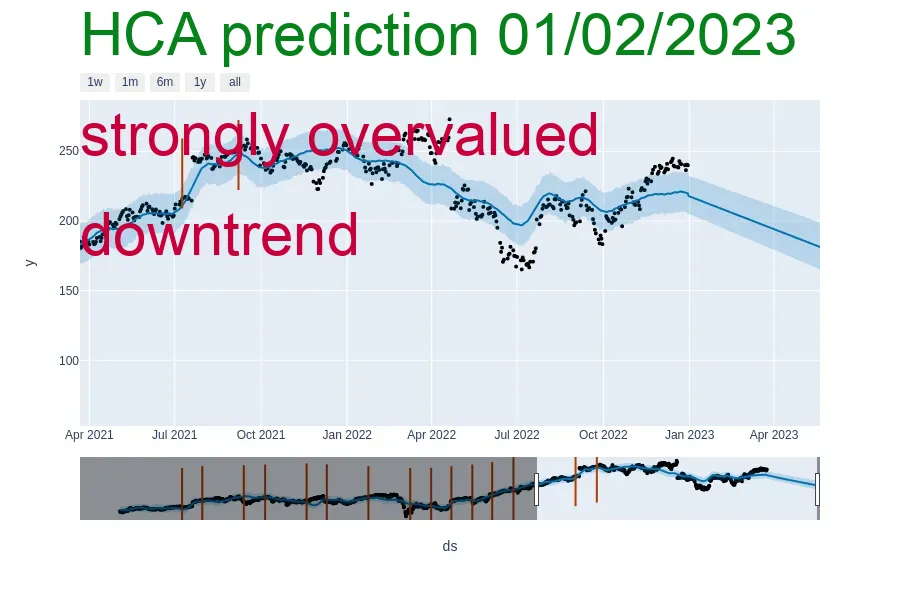 HCA prediction 01/02/2023
1w 1m 6m 1y all
strongly overvalued
250
200
downtrend
y
150
100
Apr 2021 Jul 2021 Oct 2021 Jan 2022 Apr 2022 Jul 2022 Oct 2022 Jan 2023 Apr 2023
ds